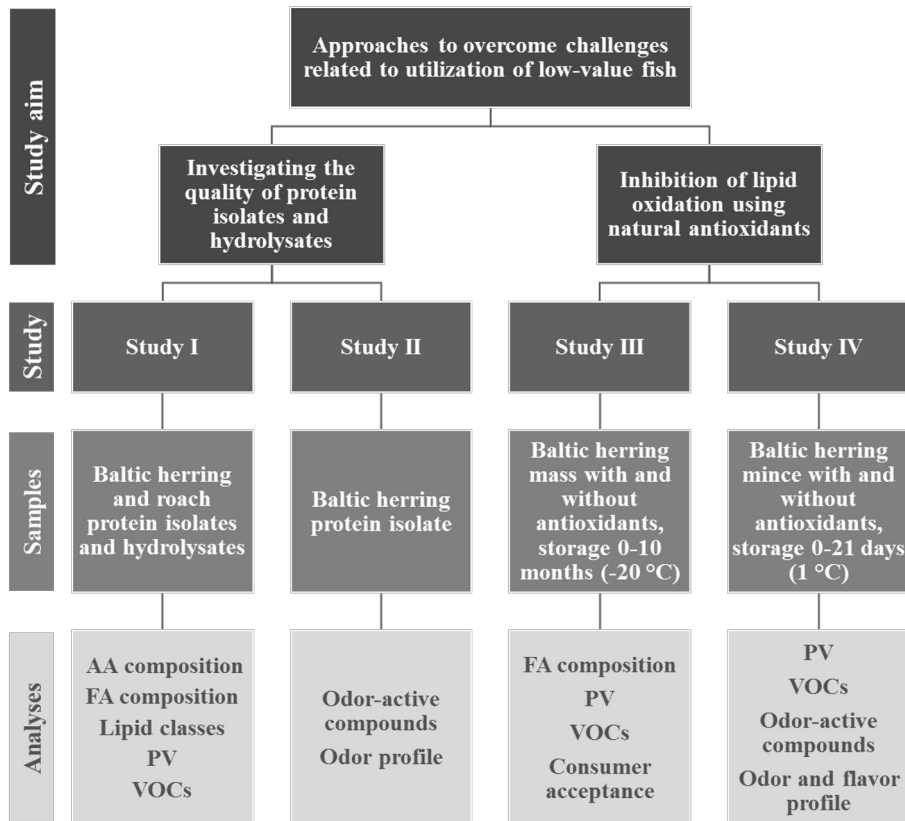 Study aim
Approaches to overcome challenges
related to utilization of low-value fish
Investigating the
quality of protein
isolates and
hydrolysates
Inhibition of lipid
oxidation using
natural antioxidants
Study
Study I
Study II
Study III
Study IV
Samples
Baltic herring
and roach
protein isolates
and hydrolysates
Baltic herring
protein isolate
Baltic herring
mass with and
without
antioxidants,
storage 0-10
months (-20 °C)
Baltic herring
mince with and
without
antioxidants,
storage 0-21 days
(1 °C)
Analyses
AA composition
FA composition
Lipid classes
PV
VOCs
Odor-active
compounds
Odor profile
FA composition
PV
VOCs
Consumer
acceptance
PV
VOCs
Odor-active
compounds
Odor and flavor
profile